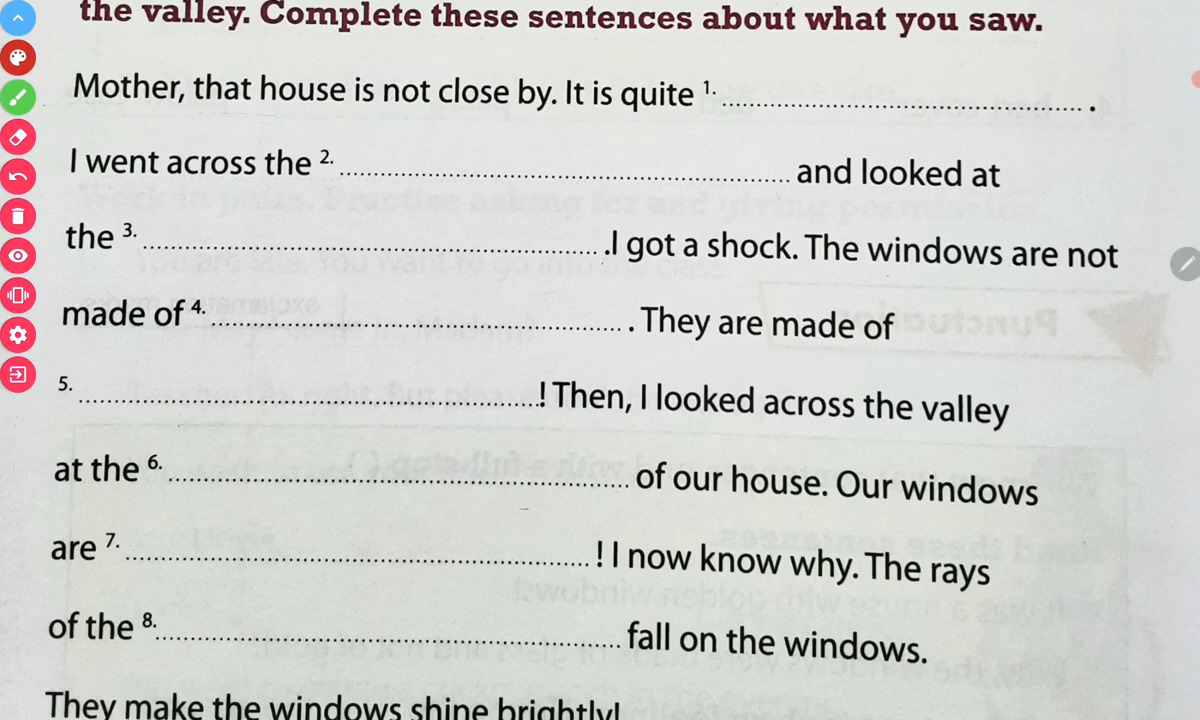 the valley. Complete these sentences about what you saw.
Mother, that house is not close by. It is quite 1. .................................................. .
I went across the 2. .................................................. and looked at
the 3. .................................................. .I got a shock. The windows are not
made of 4. .................................................. . They are made of
5. .................................................. ! Then, I looked across the valley
at the 6. .................................................. of our house. Our windows
are 7. .................................................. ! I now know why. The rays
of the 8. .................................................. fall on the windows.
They make the windows shine brightly!